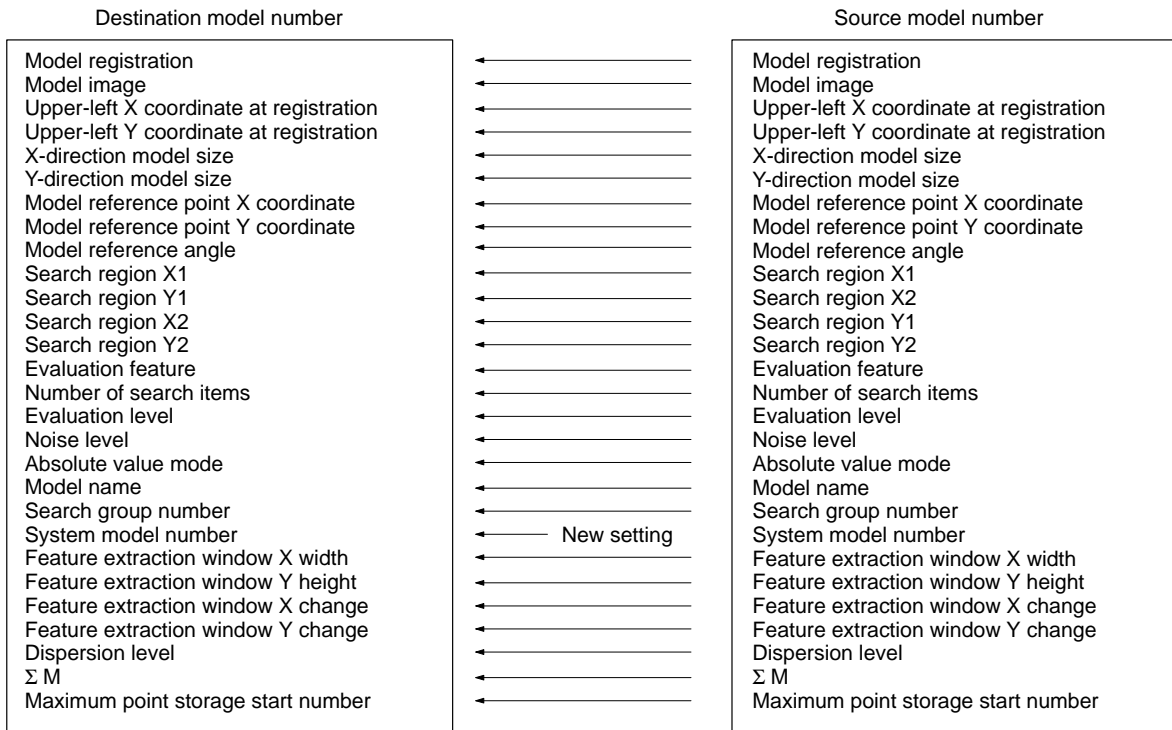 Destination model number
Source model number
Model registration
Model image
Upper-left X coordinate at registration
Upper-left Y coordinate at registration
X-direction model size
Y-direction model size
Model reference point X coordinate
Model reference point Y coordinate
Model reference angle
Search region X1
Search region Y1
Search region X2
Search region Y2
Evaluation feature
Number of search items
Evaluation level
Noise level
Absolute value mode
Model name
Search group number
System model number
Feature extraction window X width
Feature extraction window Y height
Feature extraction window X change
Feature extraction window Y change
Dispersion level
Σ M
Maximum point storage start number
New setting
Model registration
Model image
Upper-left X coordinate at registration
Upper-left Y coordinate at registration
X-direction model size
Y-direction model size
Model reference point X coordinate
Model reference point Y coordinate
Model reference angle
Search region X1
Search region X2
Search region Y1
Search region Y2
Evaluation feature
Number of search items
Evaluation level
Noise level
Absolute value mode
Model name
Search group number
System model number
Feature extraction window X width
Feature extraction window Y height
Feature extraction window X change
Feature extraction window Y change
Dispersion level
Σ M
Maximum point storage start number